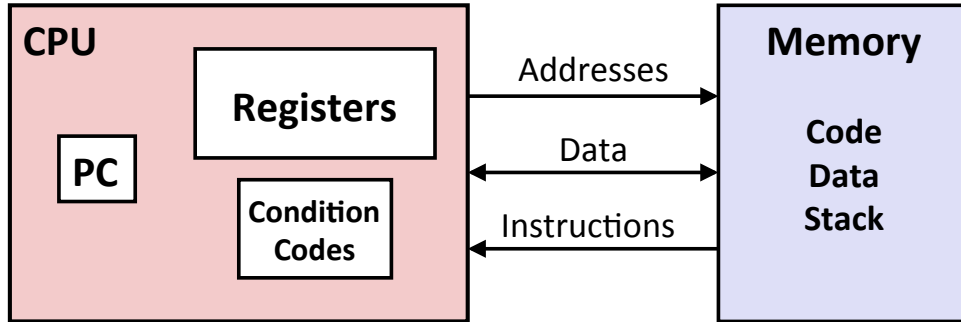 CPU
Registers
PC
Condition
Codes
Addresses
Data
Instructions
Memory
Code
Data
Stack